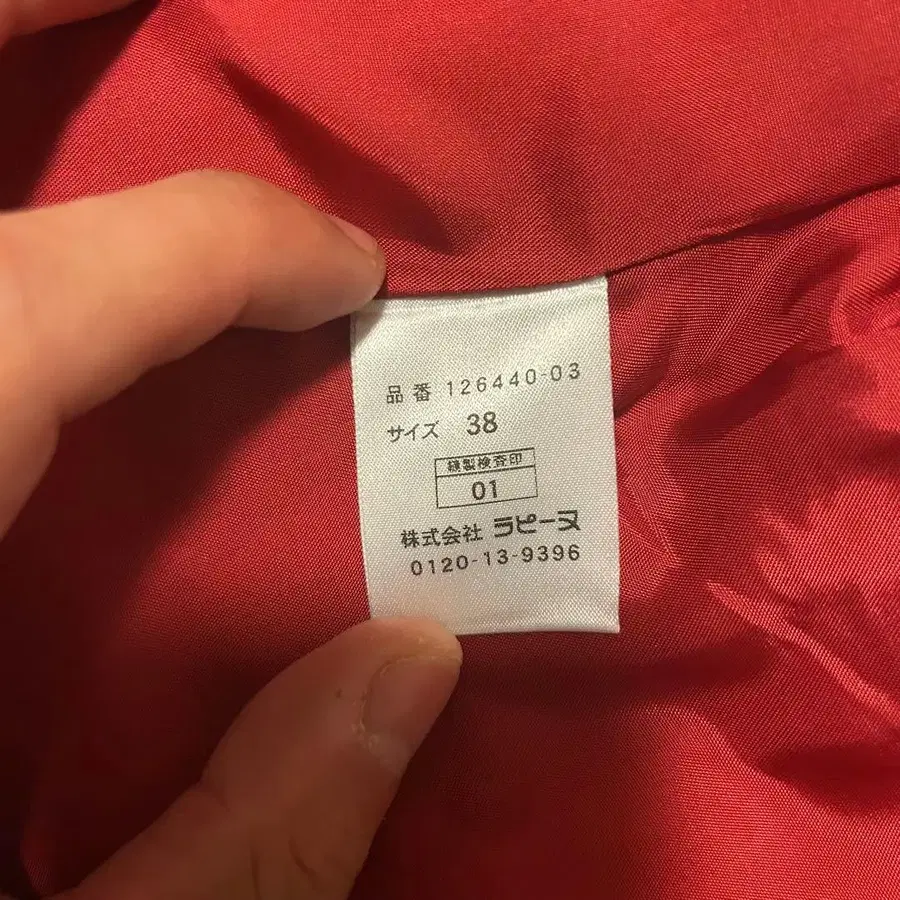 品番 126440-03
サイズ 38
縫製検査印
01
株式会社 ラピーヌ
0120-13-9396